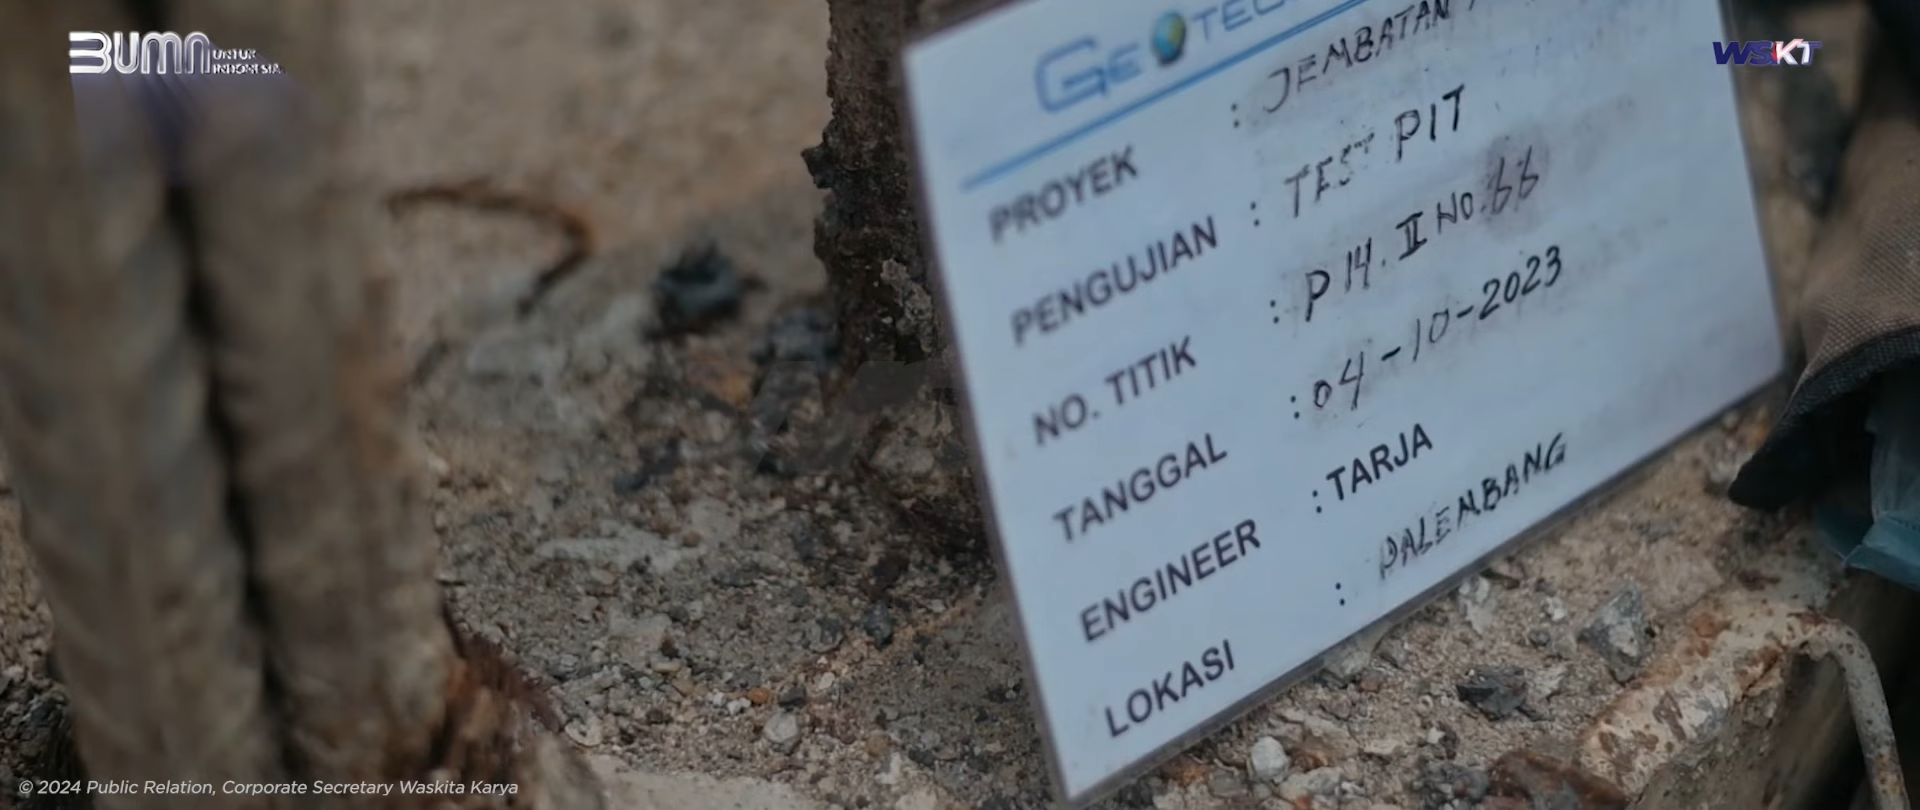 BUMN UNTUK INDONESIA
WSKT
GEOTECH
PROYEK : JEMBATAN
PENGUJIAN : TEST PIT
NO. TITIK : P14. II NO. 66
TANGGAL : 04-10-2023
ENGINEER : TARJA
LOKASI : PALEMBANG
© 2024 Public Relation, Corporate Secretary Waskita Karya